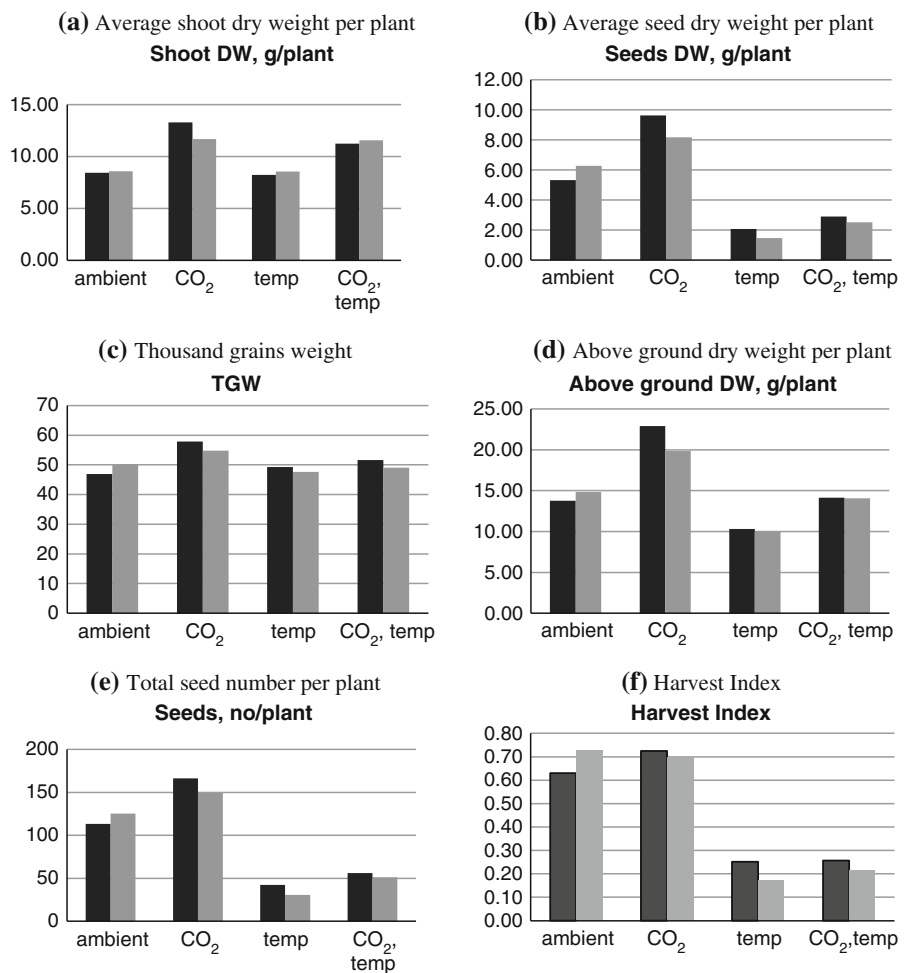 (a) Average shoot dry weight per plant
Shoot DW, g/plant
15.00
10.00
5.00
0.00
ambient CO₂ temp CO₂, temp
(b) Average seed dry weight per plant
Seeds DW, g/plant
12.00
10.00
8.00
6.00
4.00
2.00
0.00
ambient CO₂ temp CO₂, temp
(c) Thousand grains weight
TGW
70
60
50
40
30
20
10
0
ambient CO₂ temp CO₂, temp
(d) Above ground dry weight per plant
Above ground DW, g/plant
25.00
20.00
15.00
10.00
5.00
0.00
ambient CO₂ temp CO₂, temp
(e) Total seed number per plant
Seeds, no/plant
200
150
100
50
0
ambient CO₂ temp CO₂, temp
(f) Harvest Index
Harvest Index
0.80
0.70
0.60
0.50
0.40
0.30
0.20
0.10
0.00
ambient CO₂ temp CO₂,temp